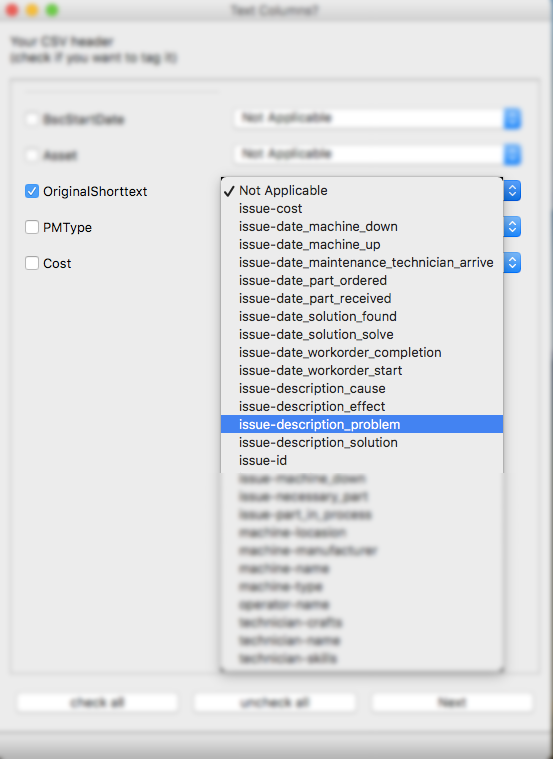 Text Columns?
Your CSV header
(check if you want to tag it)
BscStartDate
Not Applicable
Asset
Not Applicable
OriginalShorttext
PMType
Cost
✓ Not Applicable
issue-cost
issue-date_machine_down
issue-date_machine_up
issue-date_maintenance_technician_arrive
issue-date_part_ordered
issue-date_part_received
issue-date_solution_found
issue-date_solution_solve
issue-date_workorder_completion
issue-date_workorder_start
issue-description_cause
issue-description_effect
issue-description_problem
issue-description_solution
issue-id
issue-machine_down
issue-necessary_part
issue-part_in_process
machine-locasion
machine-manufacturer
machine-name
machine-type
operator-name
technician-crafts
technician-name
technician-skills
check all
uncheck all
Next